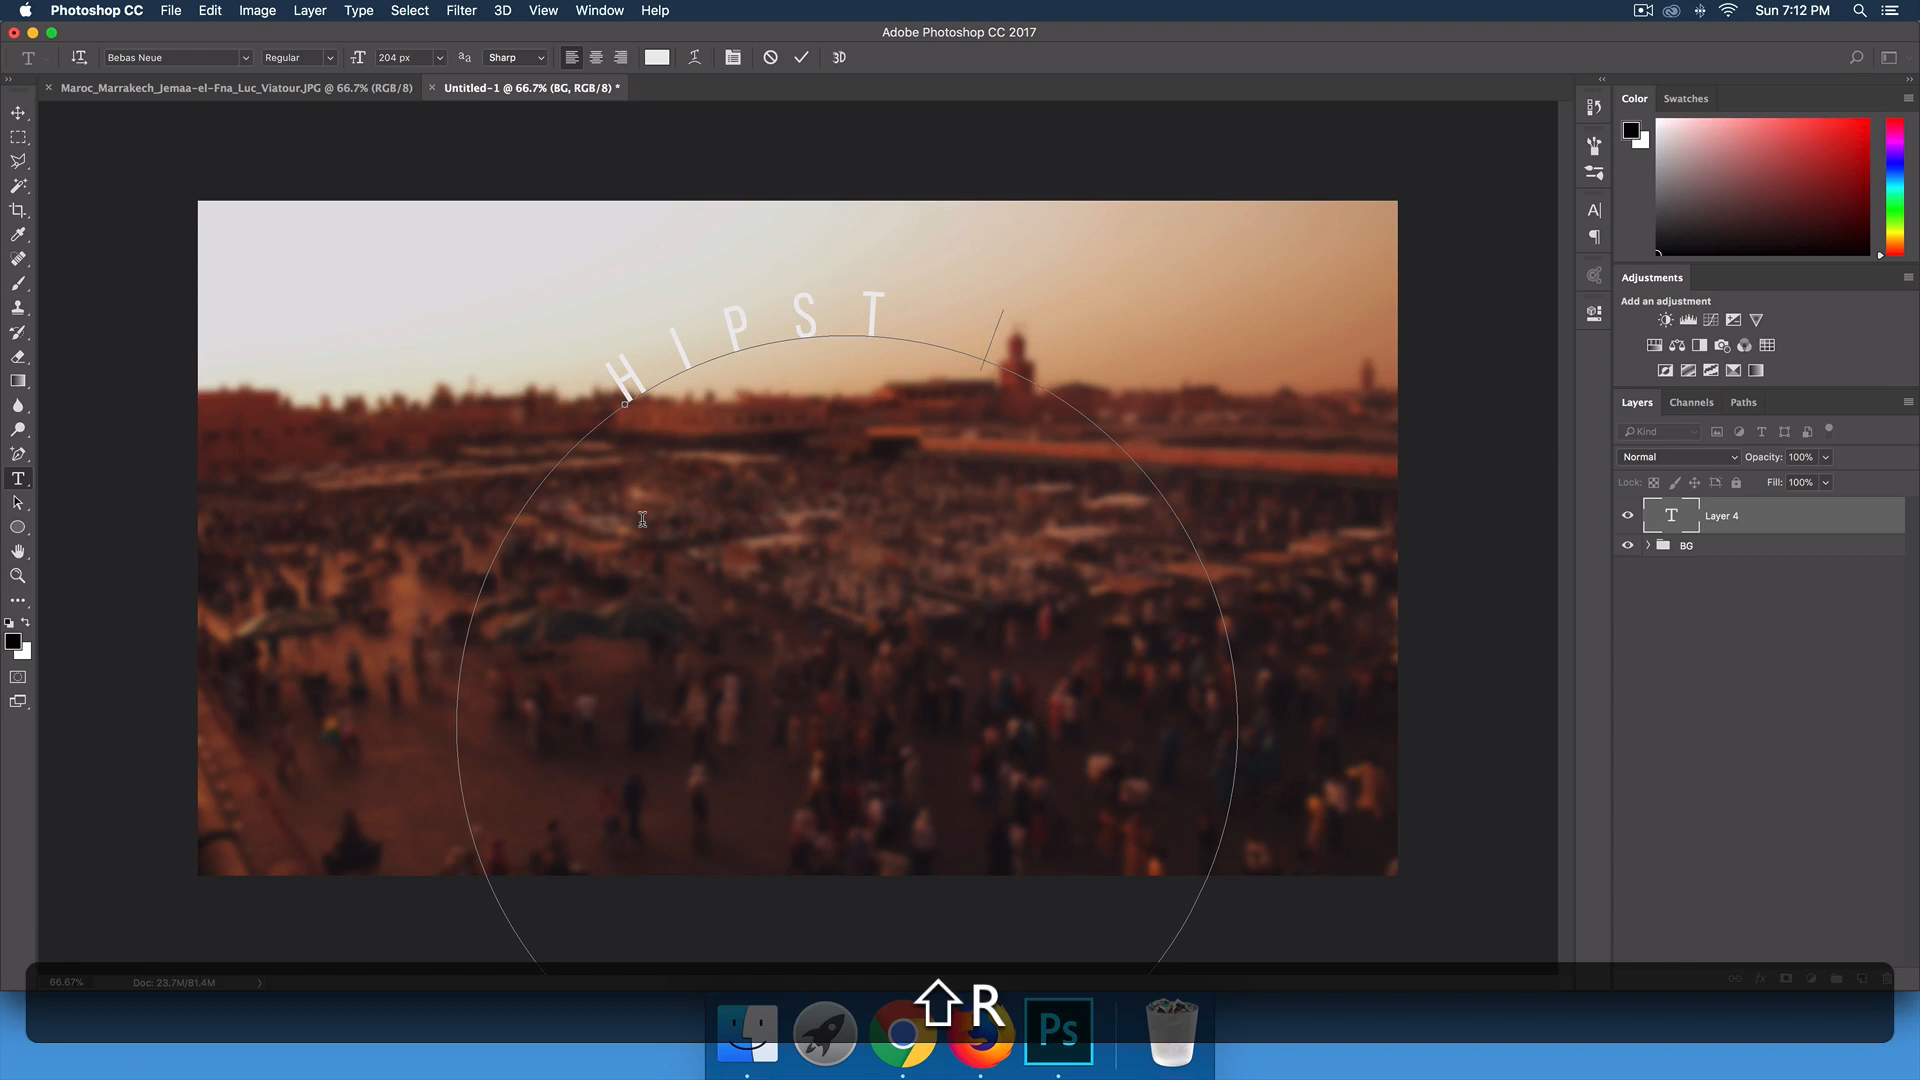 Photoshop CC File Edit Image Layer Type Select Filter 3D View Window Help Sun 7:12 PM
Adobe Photoshop CC 2017
T Bebas Neue Regular 204 px aa Sharp 3D
× Maroc_Marrakech_Jemaa-el-Fna_Luc_Viatour.JPG @ 66.7% (RGB/8) × Untitled-1 @ 66.7% (BG, RGB/8) *
Color Swatches
HIPST
Adjustments
Add an adjustment
Layers Channels Paths
Kind
Normal Opacity: 100%
Lock: Fill: 100%
T Layer 4
BG
66.67% Doc: 23.7M/81.4M
⇧R
Ps